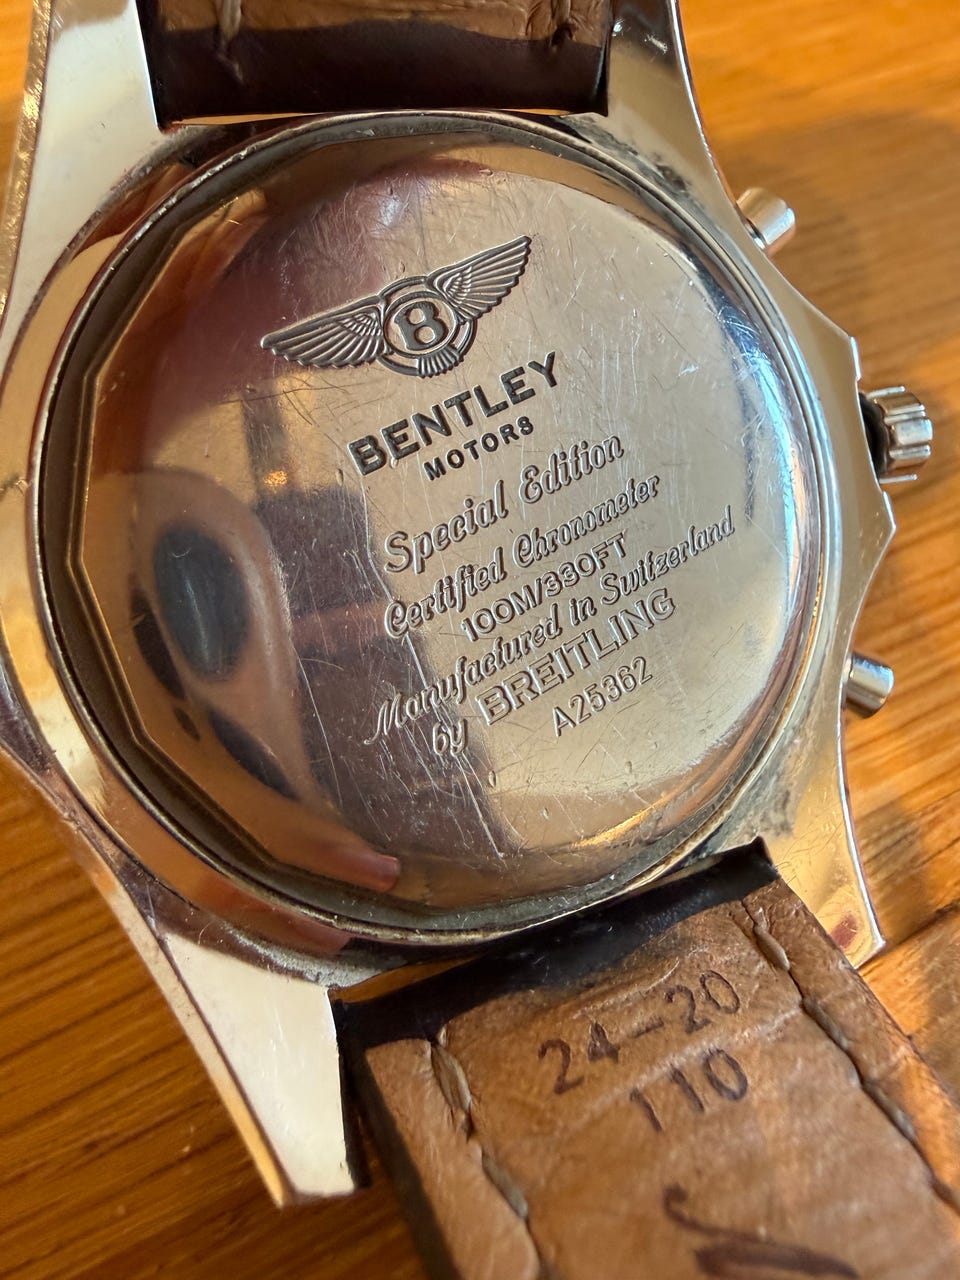 B
BENTLEY
MOTORS
Special Edition
Certified Chronometer
100M/330FT
Manufactured in Switzerland
by BREITLING
A25362
24-20
110